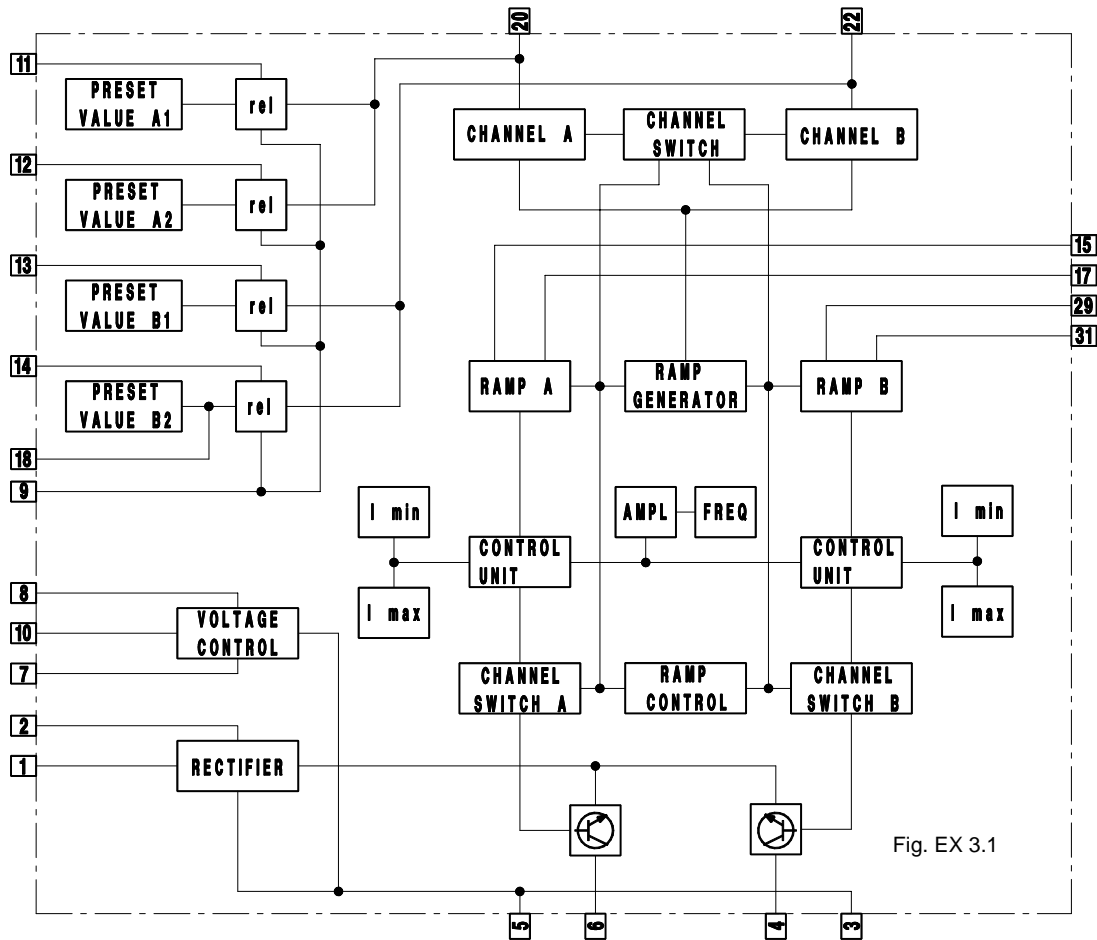 20
22
11
PRESET
VALUE A1
rel
CHANNEL A
CHANNEL
SWITCH
CHANNEL B
12
PRESET
VALUE A2
rel
15
13
17
PRESET
VALUE B1
rel
29
31
14
PRESET
VALUE B2
rel
RAMP A
RAMP
GENERATOR
RAMP B
18
9
I min
AMPL
FREQ
I min
CONTROL
UNIT
CONTROL
UNIT
I max
I max
8
10
VOLTAGE
CONTROL
7
CHANNEL
SWITCH A
RAMP
CONTROL
CHANNEL
SWITCH B
2
1
RECTIFIER
Fig. EX 3.1
5
6
4
3